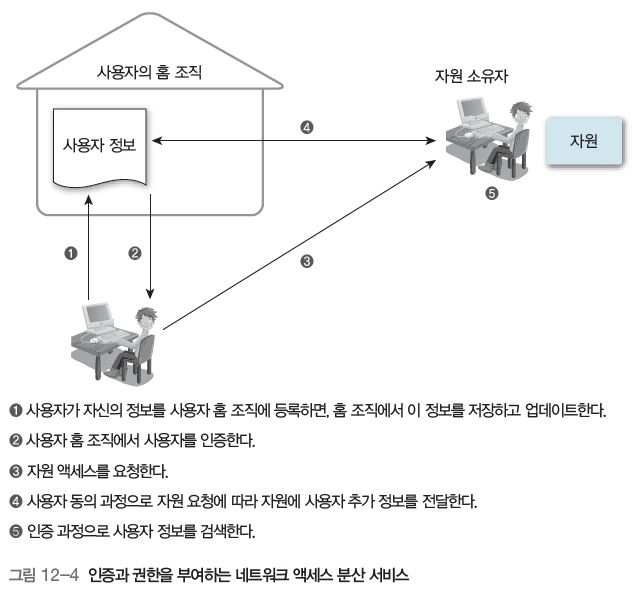 사용자의 홈 조직
자원 소유자
사용자 정보
❹
자원
❺
❶
❷
❸
❶ 사용자가 자신의 정보를 사용자 홈 조직에 등록하면, 홈 조직에서 이 정보를 저장하고 업데이트한다.
❷ 사용자 홈 조직에서 사용자를 인증한다.
❸ 자원 액세스를 요청한다.
❹ 사용자 동의 과정으로 자원 요청에 따라 자원에 사용자 추가 정보를 전달한다.
❺ 인증 과정으로 사용자 정보를 검색한다.
그림 12-4 인증과 권한을 부여하는 네트워크 액세스 분산 서비스